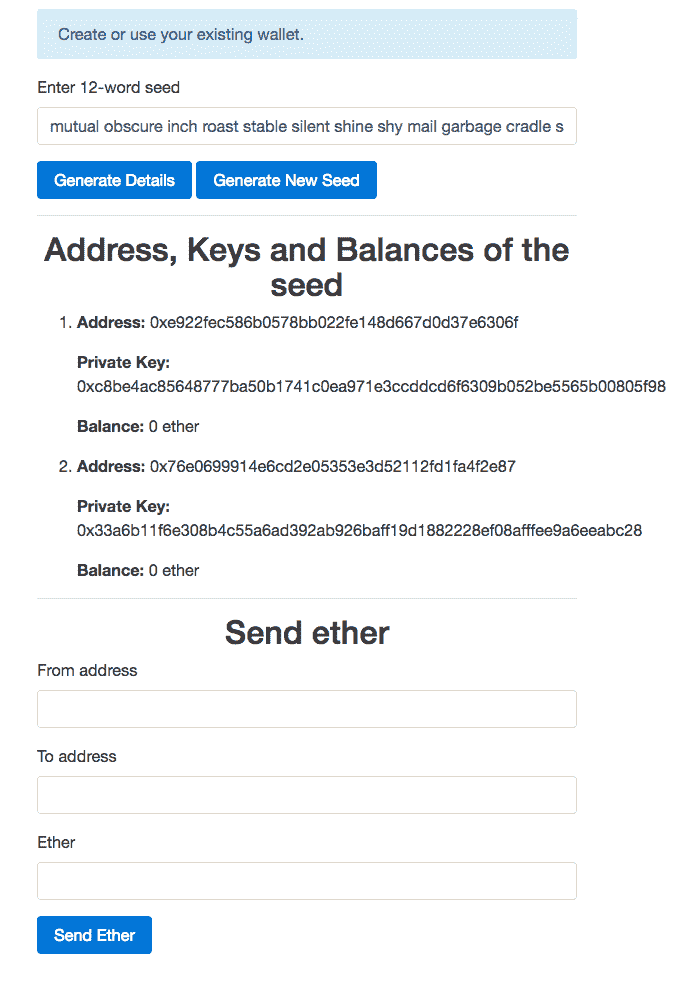 Create or use your existing wallet.
Enter 12-word seed
mutual obscure inch roast stable silent shine shy mail garbage cradle s
Generate Details Generate New Seed
Address, Keys and Balances of the
seed
1. Address: 0xe922fec586b0578bb022fe148d667d0d37e6306f
Private Key:
0xc8be4ac85648777ba50b1741c0ea971e3ccddcd6f6309b052be5565b00805f98
Balance: 0 ether
2. Address: 0x76e0699914e6cd2e05353e3d52112fd1fa4f2e87
Private Key:
0x33a6b11f6e308b4c55a6ad392ab926baff19d1882228ef08afffee9a6eeabc28
Balance: 0 ether
Send ether
From address
To address
Ether
Send Ether